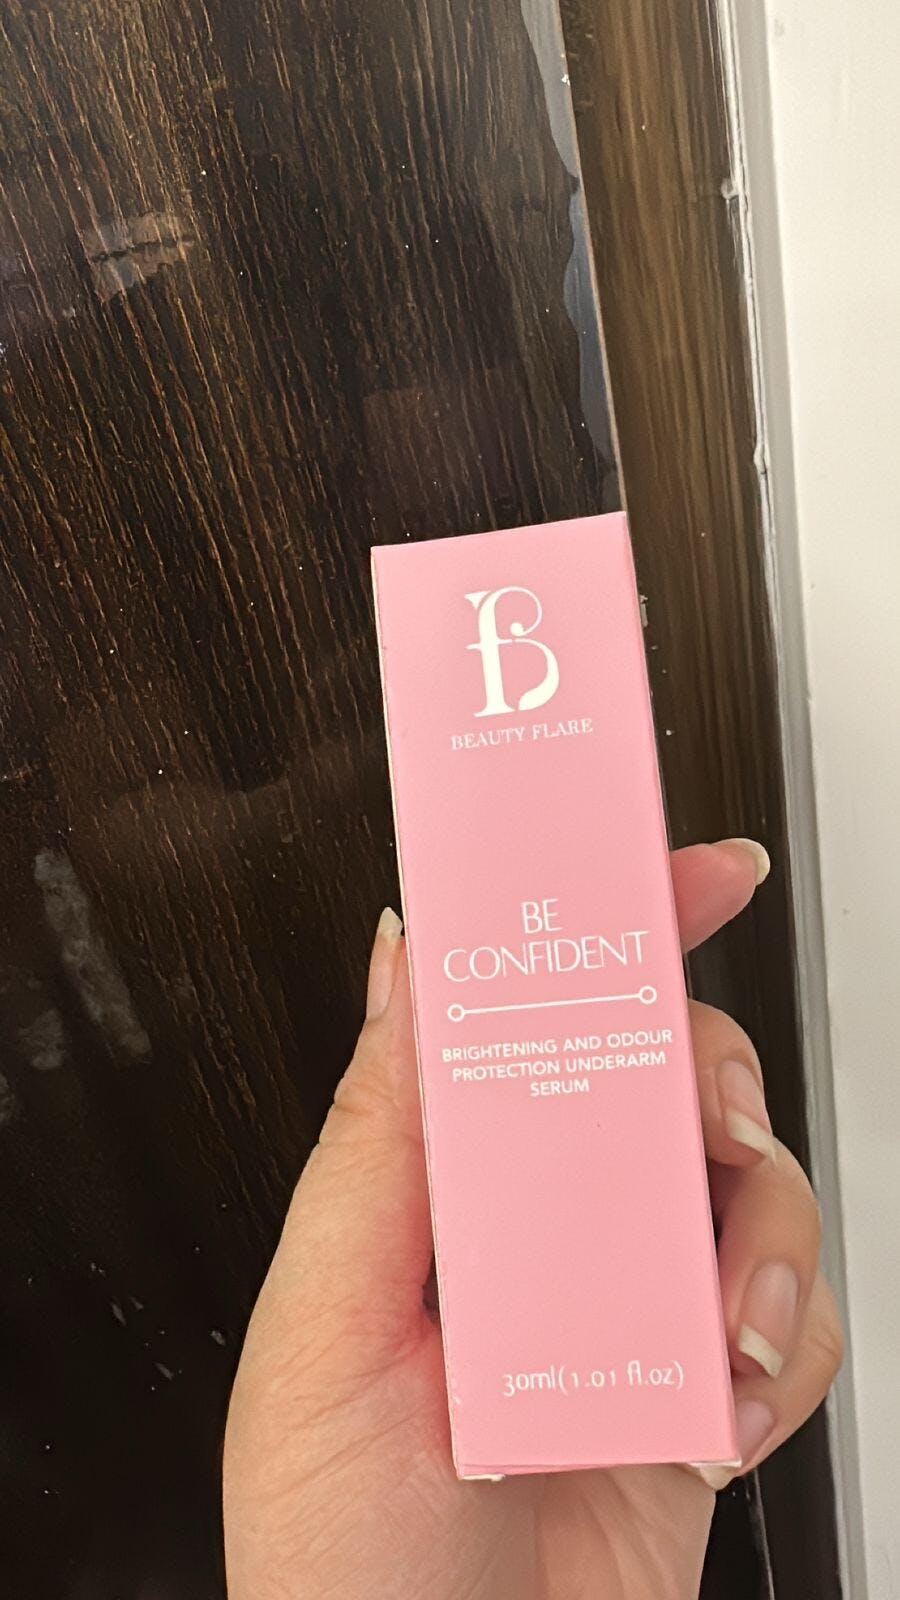 B
BEAUTY FLARE
BE
CONFIDENT
BRIGHTENING AND ODOUR
PROTECTION UNDERARM
SERUM
30ml(1.01 fl.oz)